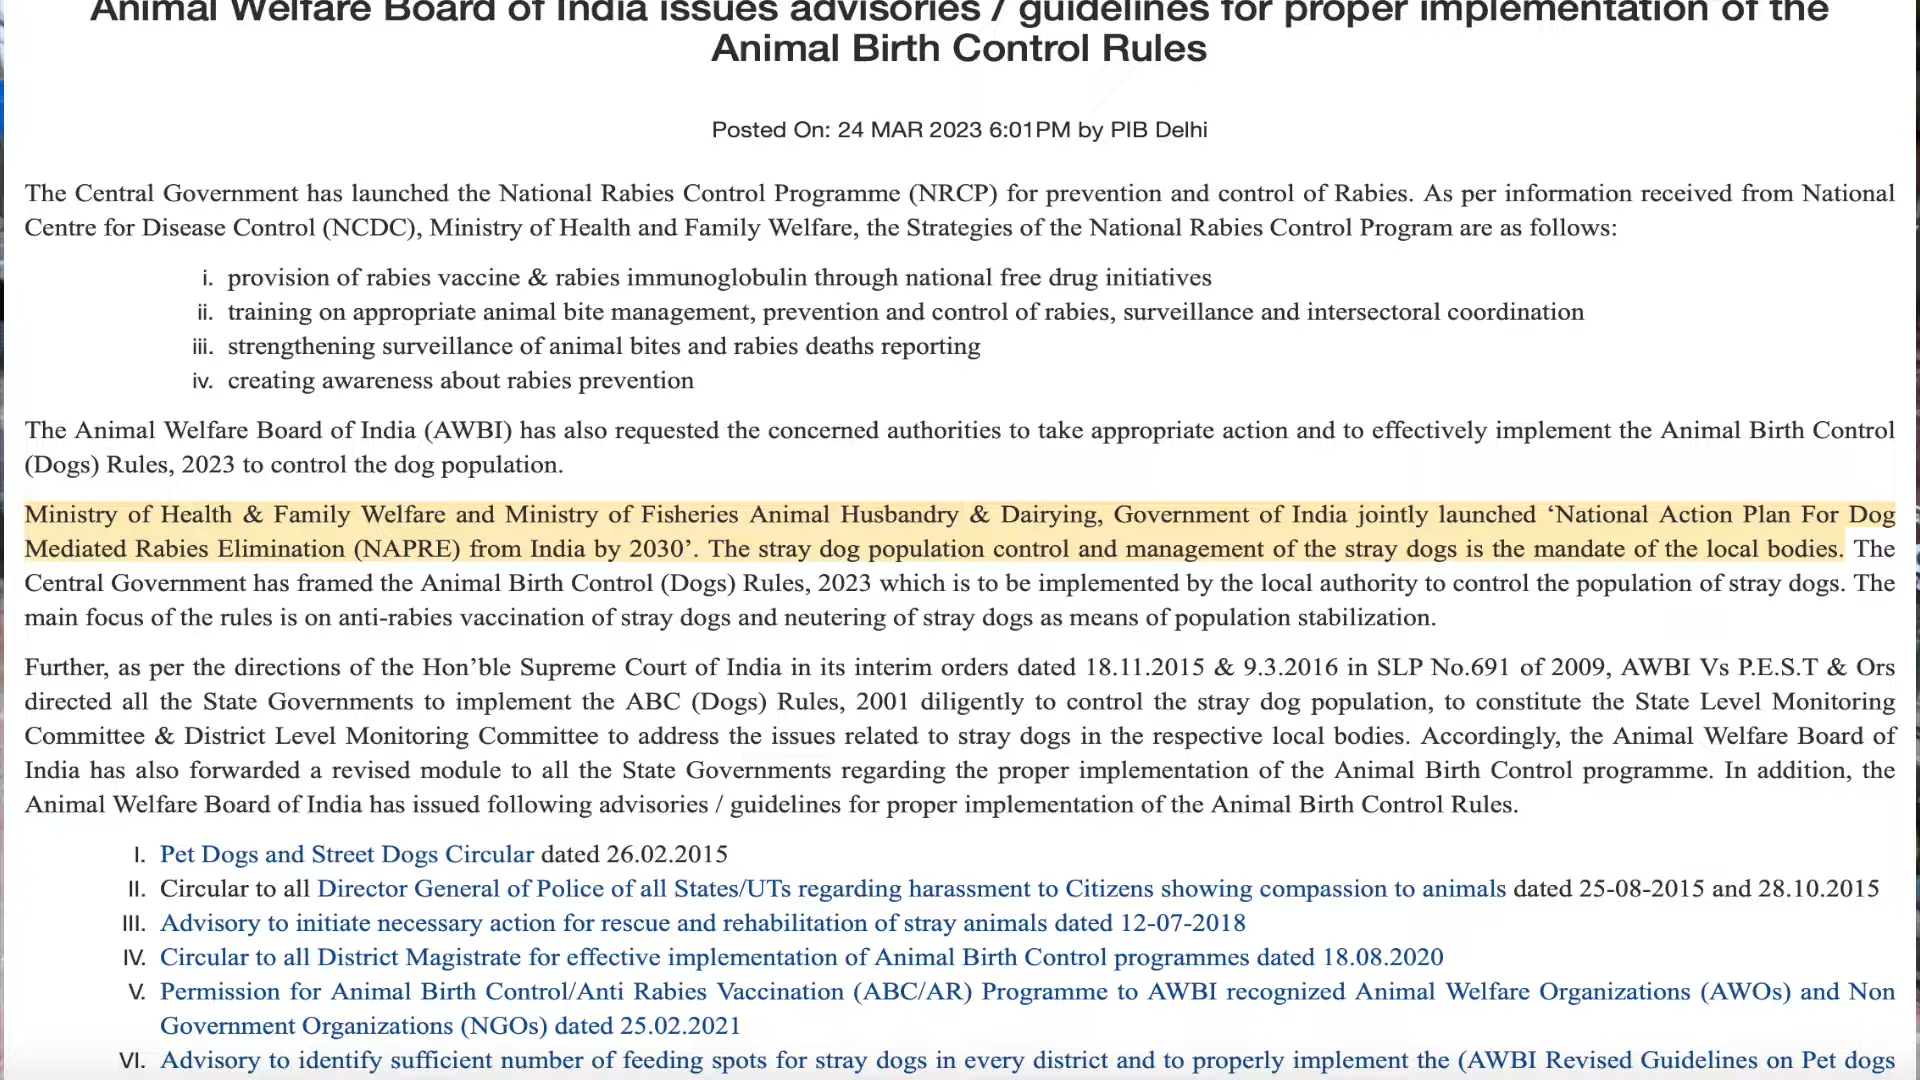 Animal Welfare Board of India issues advisories / guidelines for proper implementation of the
Animal Birth Control Rules
Posted On: 24 MAR 2023 6:01PM by PIB Delhi
The Central Government has launched the National Rabies Control Programme (NRCP) for prevention and control of Rabies. As per information received from National
Centre for Disease Control (NCDC), Ministry of Health and Family Welfare, the Strategies of the National Rabies Control Program are as follows:
i. provision of rabies vaccine & rabies immunoglobulin through national free drug initiatives
ii. training on appropriate animal bite management, prevention and control of rabies, surveillance and intersectoral coordination
iii. strengthening surveillance of animal bites and rabies deaths reporting
iv. creating awareness about rabies prevention
The Animal Welfare Board of India (AWBI) has also requested the concerned authorities to take appropriate action and to effectively implement the Animal Birth Control
(Dogs) Rules, 2023 to control the dog population.
Ministry of Health & Family Welfare and Ministry of Fisheries Animal Husbandry & Dairying, Government of India jointly launched ‘National Action Plan For Dog
Mediated Rabies Elimination (NAPRE) from India by 2030’. The stray dog population control and management of the stray dogs is the mandate of the local bodies. The
Central Government has framed the Animal Birth Control (Dogs) Rules, 2023 which is to be implemented by the local authority to control the population of stray dogs. The
main focus of the rules is on anti-rabies vaccination of stray dogs and neutering of stray dogs as means of population stabilization.
Further, as per the directions of the Hon’ble Supreme Court of India in its interim orders dated 18.11.2015 & 9.3.2016 in SLP No.691 of 2009, AWBI Vs P.E.S.T & Ors
directed all the State Governments to implement the ABC (Dogs) Rules, 2001 diligently to control the stray dog population, to constitute the State Level Monitoring
Committee & District Level Monitoring Committee to address the issues related to stray dogs in the respective local bodies. Accordingly, the Animal Welfare Board of
India has also forwarded a revised module to all the State Governments regarding the proper implementation of the Animal Birth Control programme. In addition, the
Animal Welfare Board of India has issued following advisories / guidelines for proper implementation of the Animal Birth Control Rules.
I. Pet Dogs and Street Dogs Circular dated 26.02.2015
II. Circular to all Director General of Police of all States/UTs regarding harassment to Citizens showing compassion to animals dated 25-08-2015 and 28.10.2015
III. Advisory to initiate necessary action for rescue and rehabilitation of stray animals dated 12-07-2018
IV. Circular to all District Magistrate for effective implementation of Animal Birth Control programmes dated 18.08.2020
V. Permission for Animal Birth Control/Anti Rabies Vaccination (ABC/AR) Programme to AWBI recognized Animal Welfare Organizations (AWOs) and Non
Government Organizations (NGOs) dated 25.02.2021
VI. Advisory to identify sufficient number of feeding spots for stray dogs in every district and to properly implement the (AWBI Revised Guidelines on Pet dogs